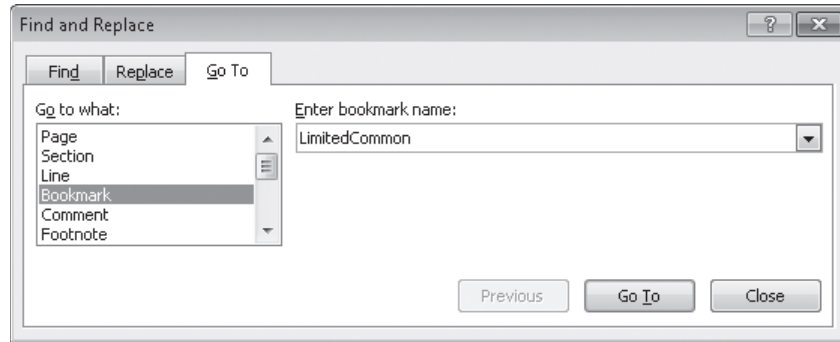 Find and Replace
Find Replace Go To
Go to what:
Page
Section
Line
Bookmark
Comment
Footnote
Enter bookmark name:
LimitedCommon
Previous Go To Close